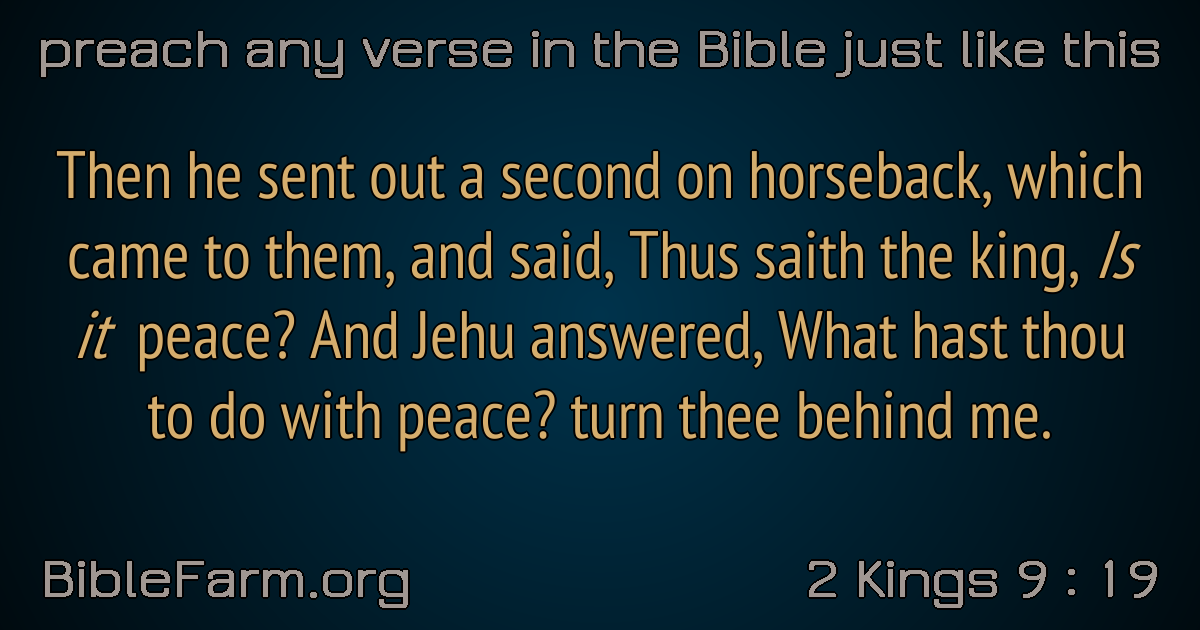 preach any verse in the Bible just like this
Then he sent out a second on horseback, which
came to them, and said, Thus saith the king, Is
it peace? And Jehu answered, What hast thou
to do with peace? turn thee behind me.
BibleFarm.org
2 Kings 9 : 19